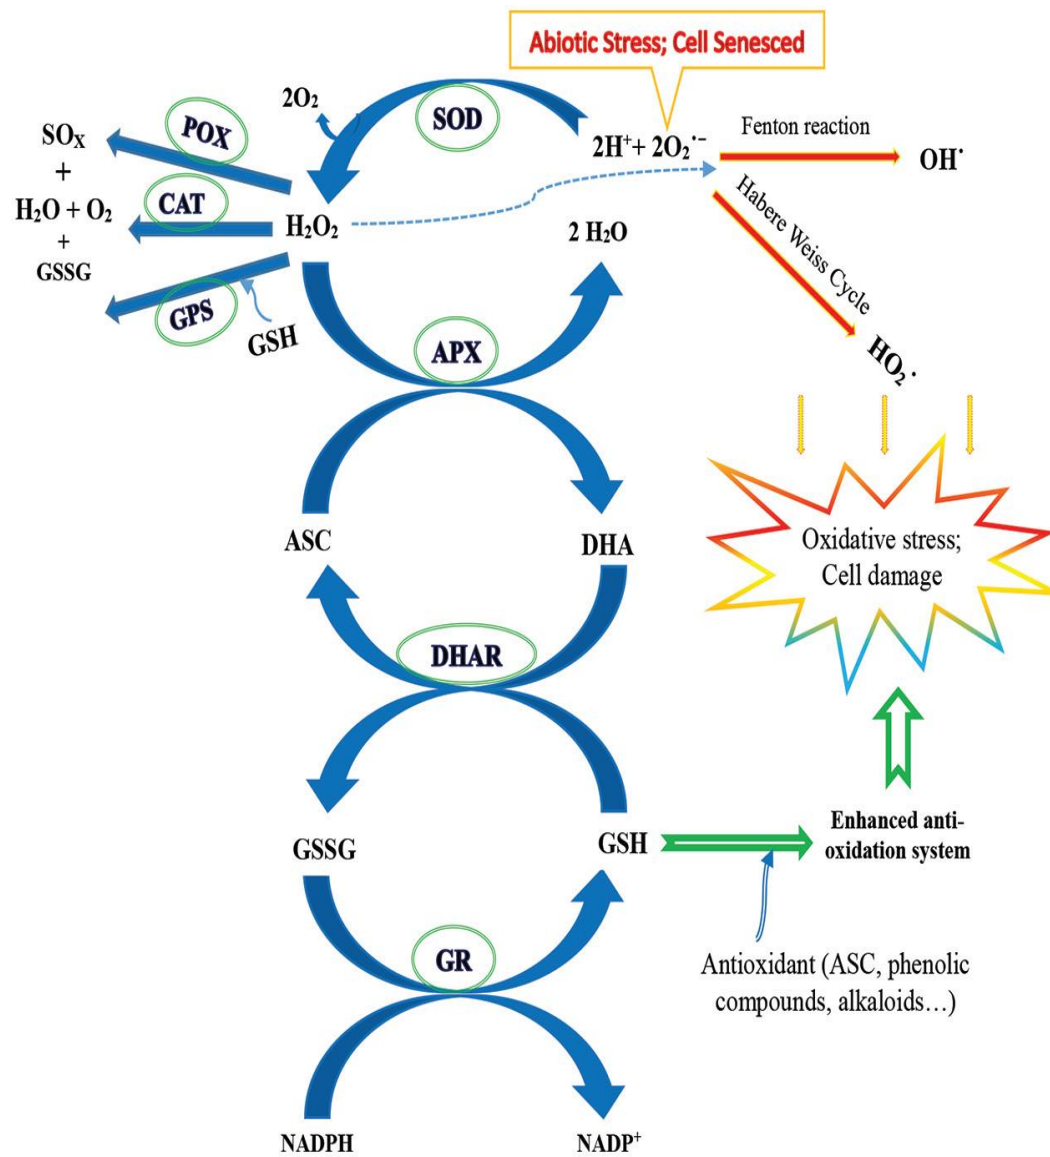 Abiotic Stress; Cell Senesced
2O₂
SOD
2H⁺+ 2O₂˙⁻
Fenton reaction
OH˙
POX
SOₓ
+
CAT
H₂O + O₂
+
GSSG
H₂O₂
2 H₂O
Habere Weiss Cycle
GPS
GSH
APX
HO₂˙
ASC
DHA
Oxidative stress;
Cell damage
DHAR
GSSG
GSH
Enhanced anti-
oxidation system
GR
Antioxidant (ASC, phenolic
compounds, alkaloids…)
NADPH
NADP⁺